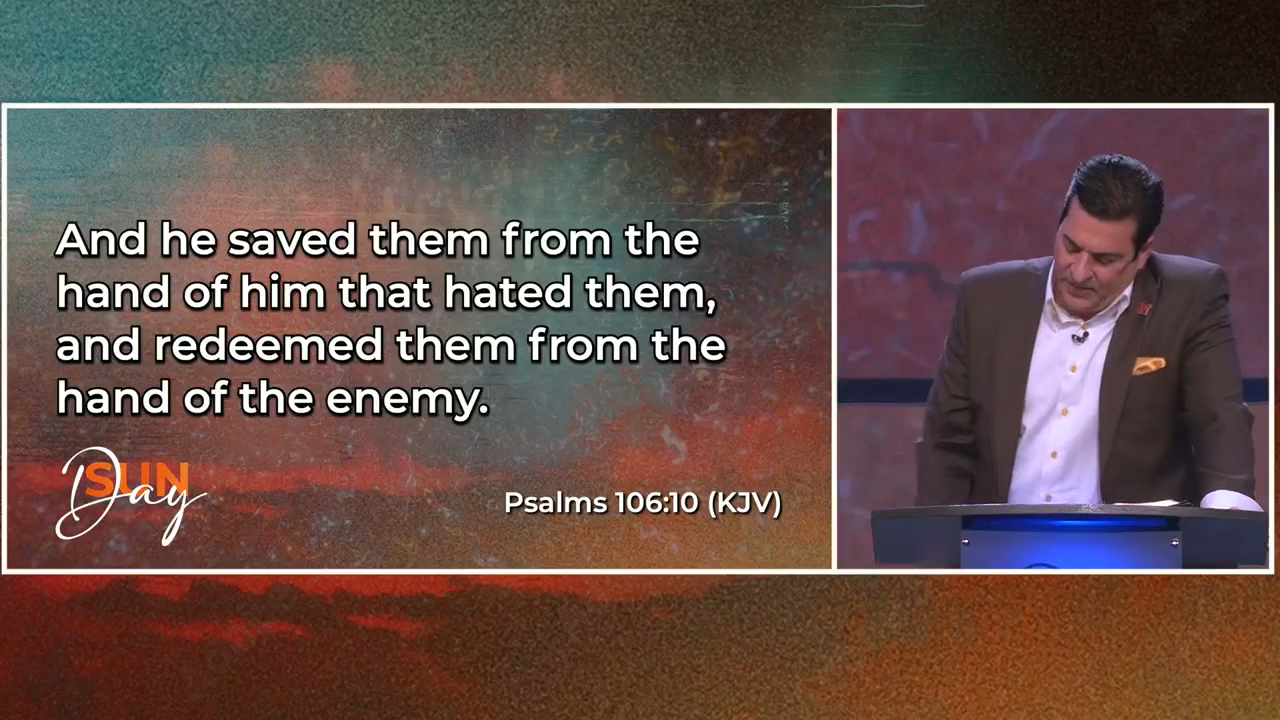 And he saved them from the
hand of him that hated them,
and redeemed them from the
hand of the enemy.
SUN
Day
Psalms 106:10 (KJV)